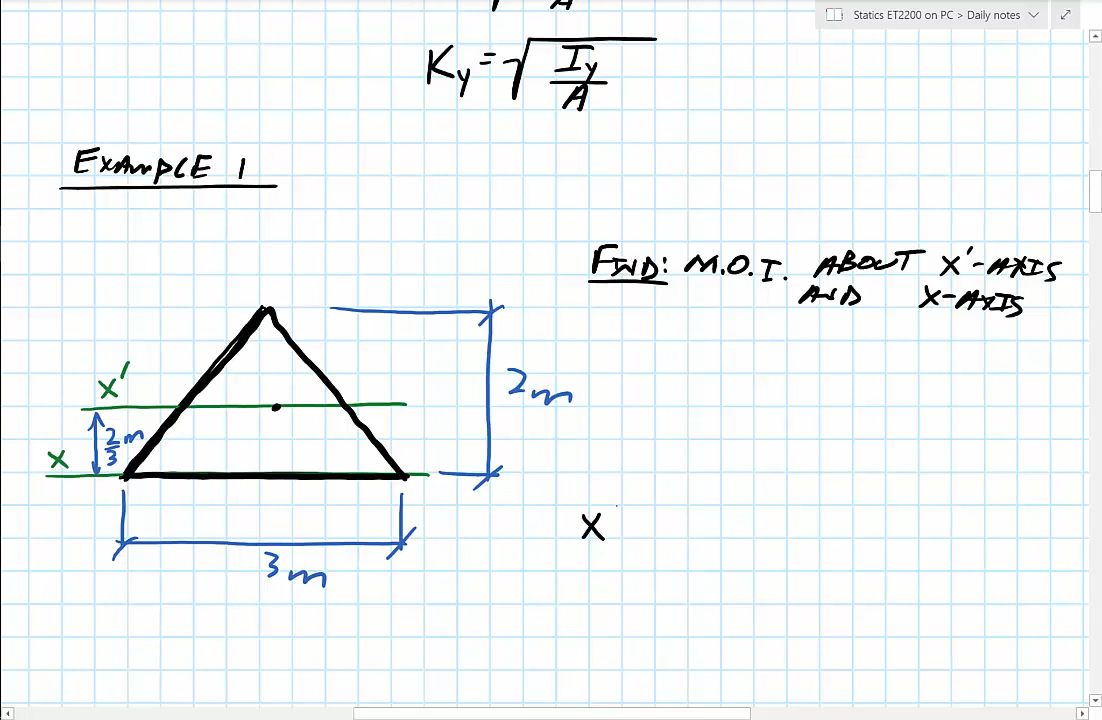 Statics ET2200 on PC > Daily notes
A
Ky = √ Iy
A
EXAMPLE 1
FIND: M.O.I. ABOUT X'-AXIS
AND X-AXIS
X'
2m
2/3 m
X
X
3m